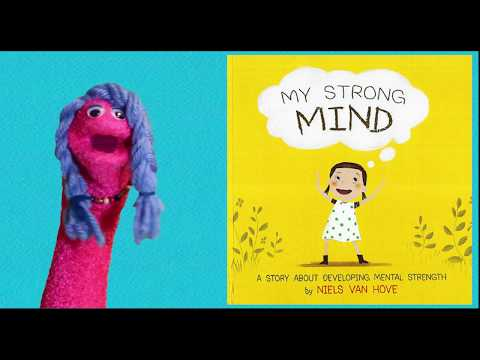 MY STRONG
MIND
A STORY ABOUT DEVELOPING MENTAL STRENGTH
by NIELS VAN HOVE